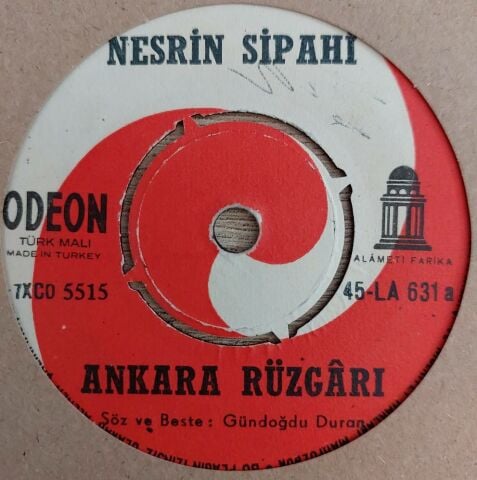 NESRİN SİPAHİ
ODEON
TÜRK MALI
MADE IN TURKEY
ALÂMETİ FARİKA
7XCO 5515
45-LA 631 a
ANKARA RÜZGÂRI
Söz ve Beste : Gündoğdu Duran